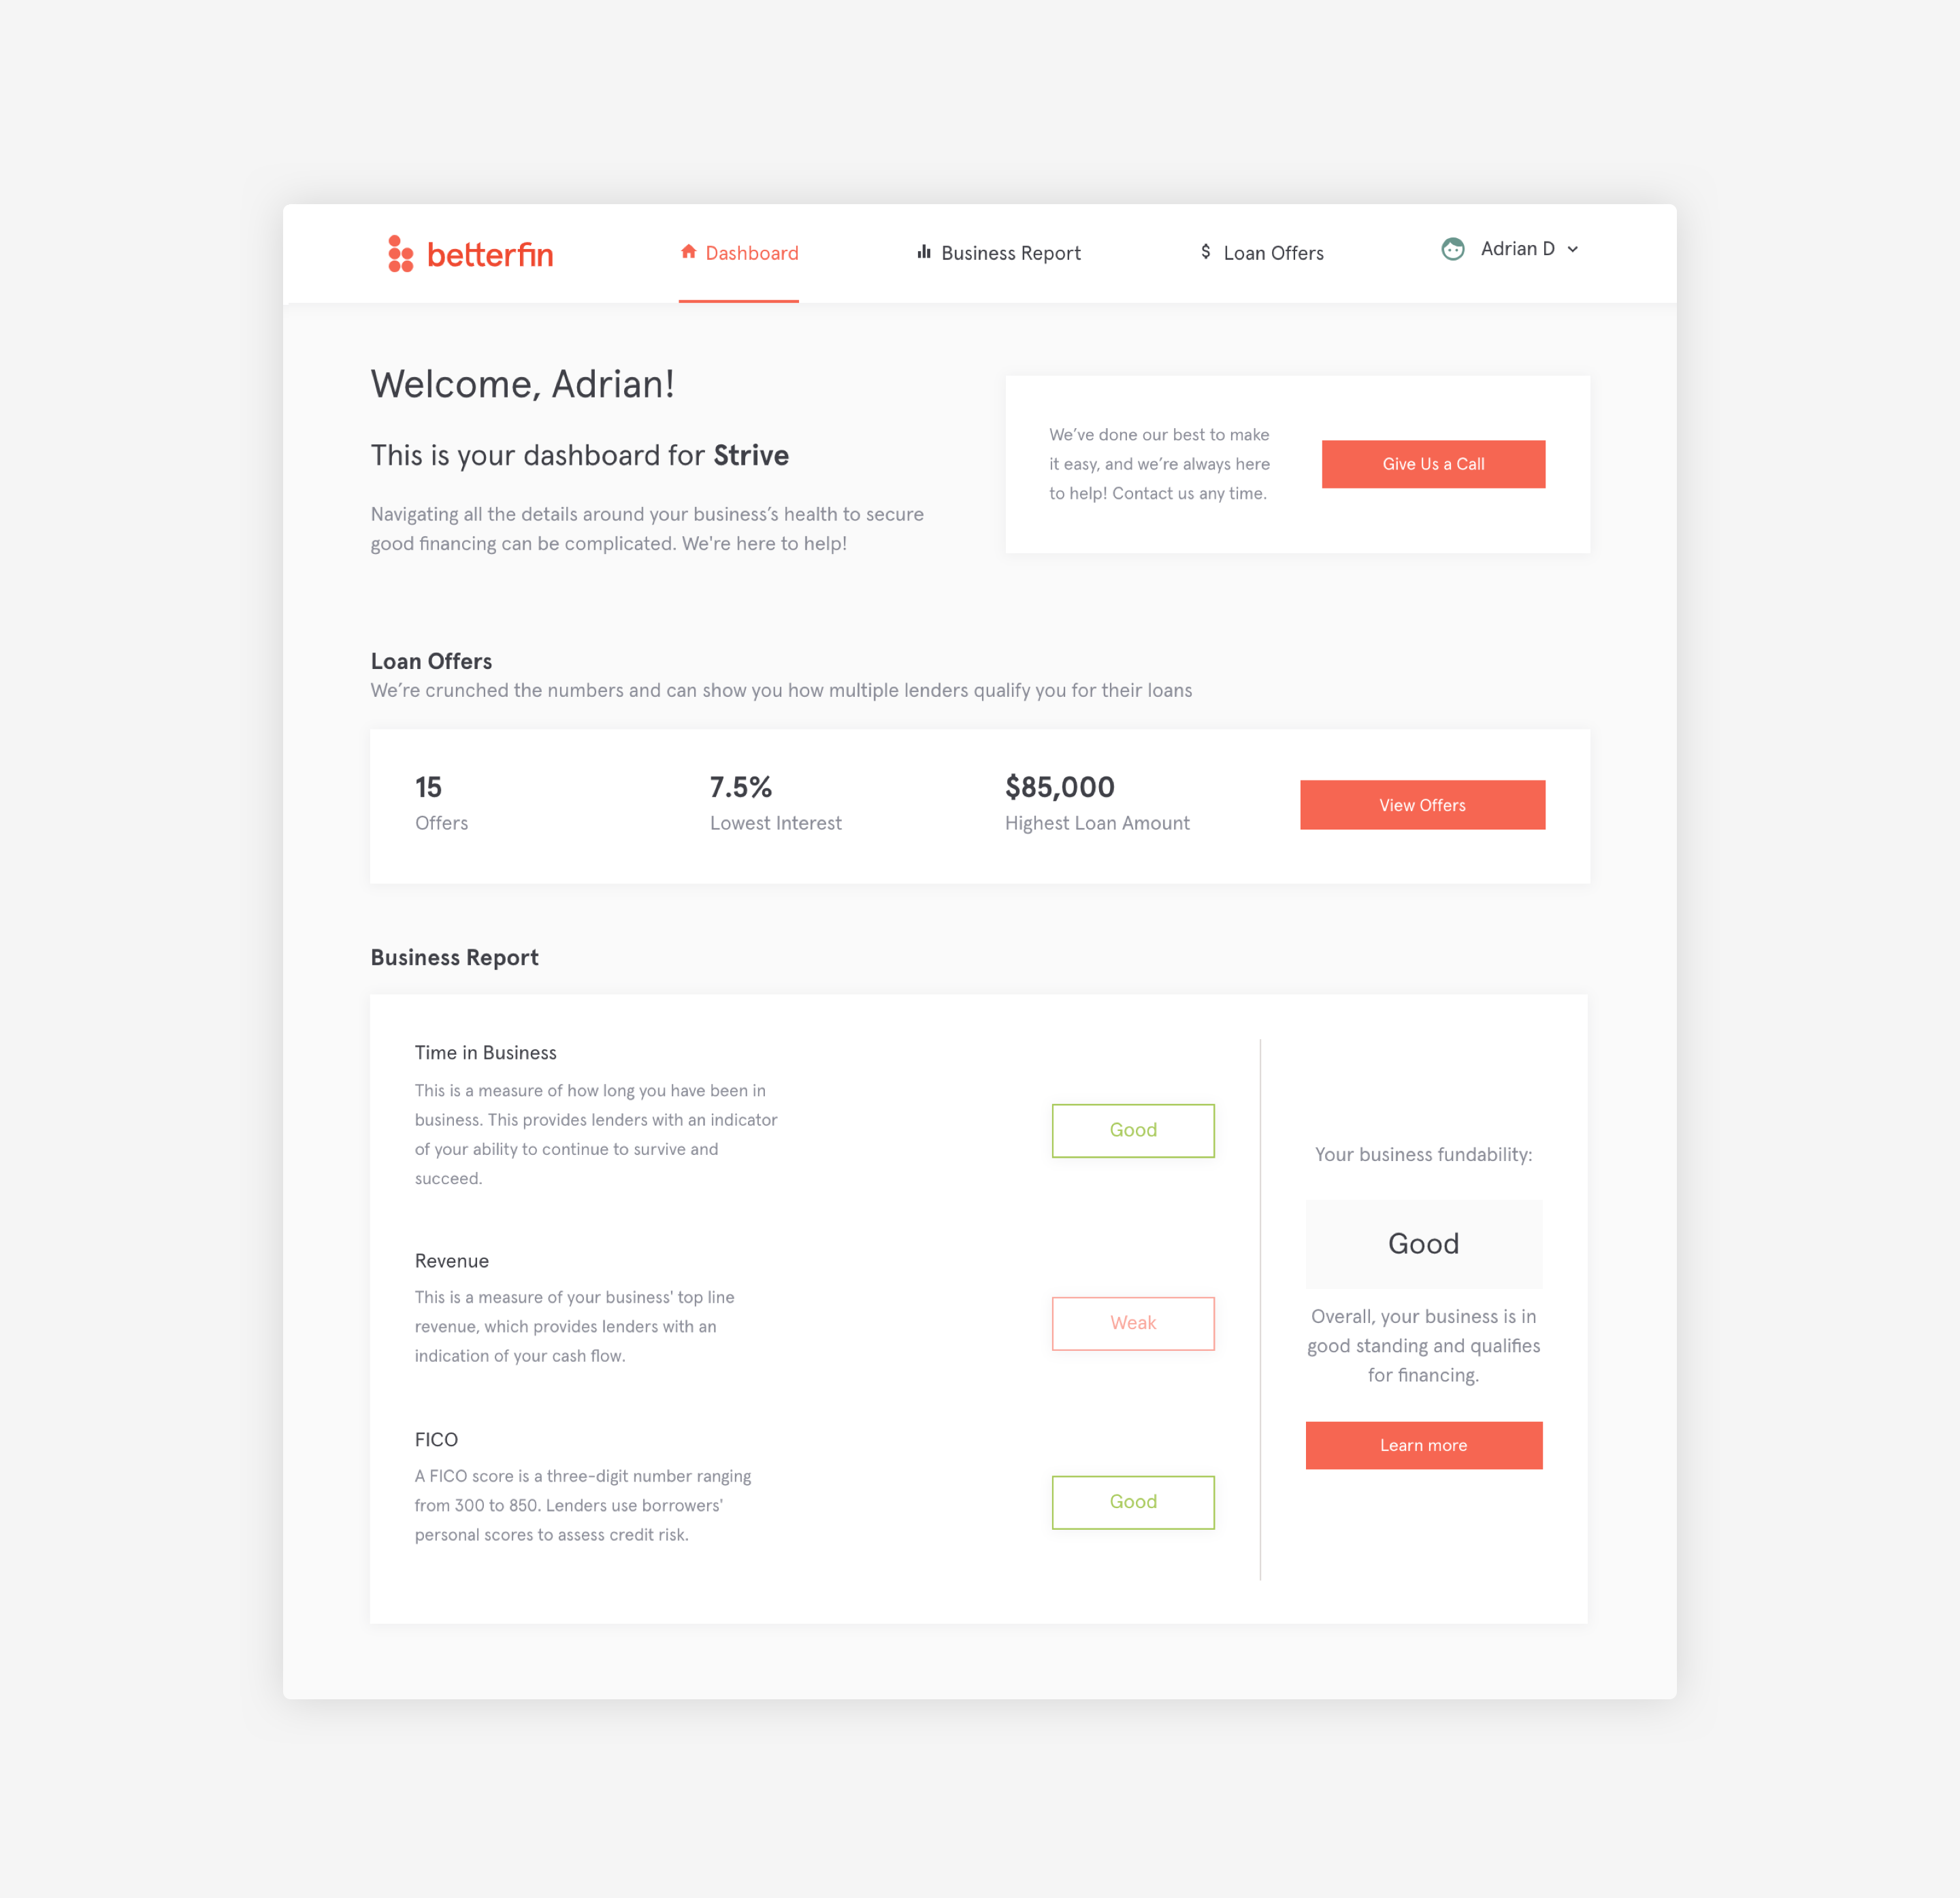 betterfin
Dashboard
Business Report
$ Loan Offers
Adrian D
Welcome, Adrian!
This is your dashboard for Strive
Navigating all the details around your business’s health to secure
good financing can be complicated. We're here to help!
We’ve done our best to make
it easy, and we’re always here
to help! Contact us any time.
Give Us a Call
Loan Offers
We’re crunched the numbers and can show you how multiple lenders qualify you for their loans
15
Offers
7.5%
Lowest Interest
$85,000
Highest Loan Amount
View Offers
Business Report
Time in Business
This is a measure of how long you have been in
business. This provides lenders with an indicator
of your ability to continue to survive and
succeed.
Good
Revenue
This is a measure of your business' top line
revenue, which provides lenders with an
indication of your cash flow.
Weak
FICO
A FICO score is a three-digit number ranging
from 300 to 850. Lenders use borrowers'
personal scores to assess credit risk.
Good
Your business fundability:
Good
Overall, your business is in
good standing and qualifies
for financing.
Learn more